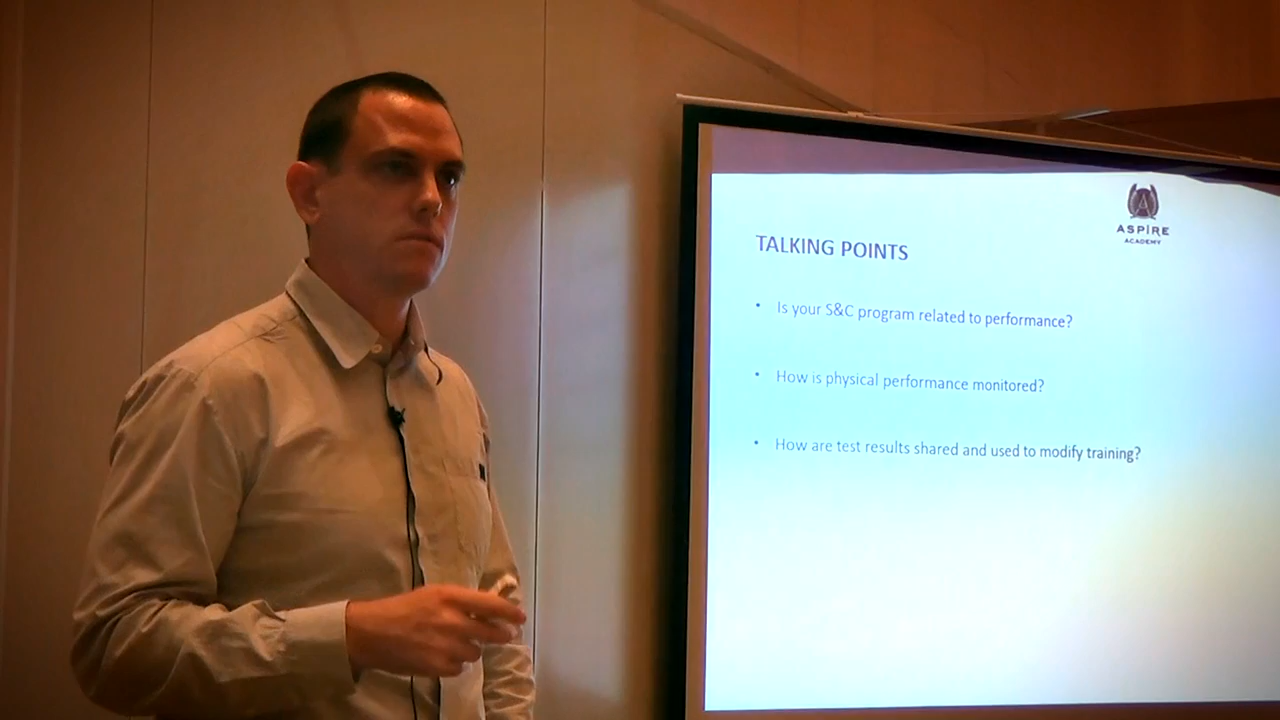 ASPIRE
ACADEMY
TALKING POINTS
• Is your S&C program related to performance?
• How is physical performance monitored?
• How are test results shared and used to modify training?